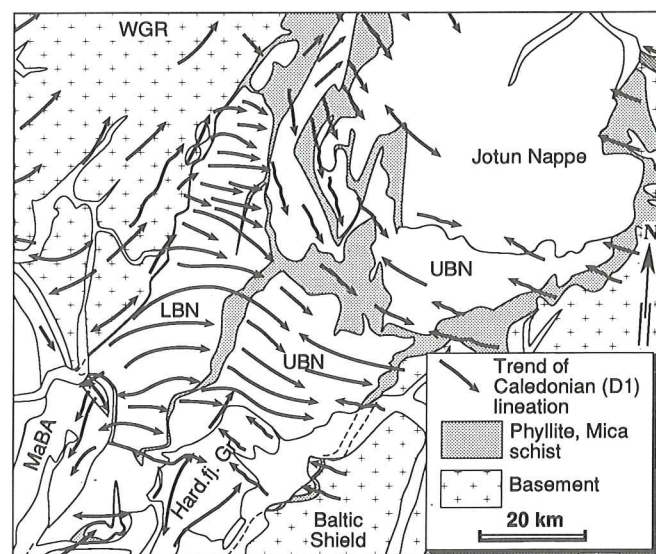 WGR
Jotun Nappe
N
UBN
LBN
UBN
MaBA
Hard.fj. Gr.
Baltic
Shield
Trend of
Caledonian (D1)
lineation
Phyllite, Mica
schist
Basement
20 km